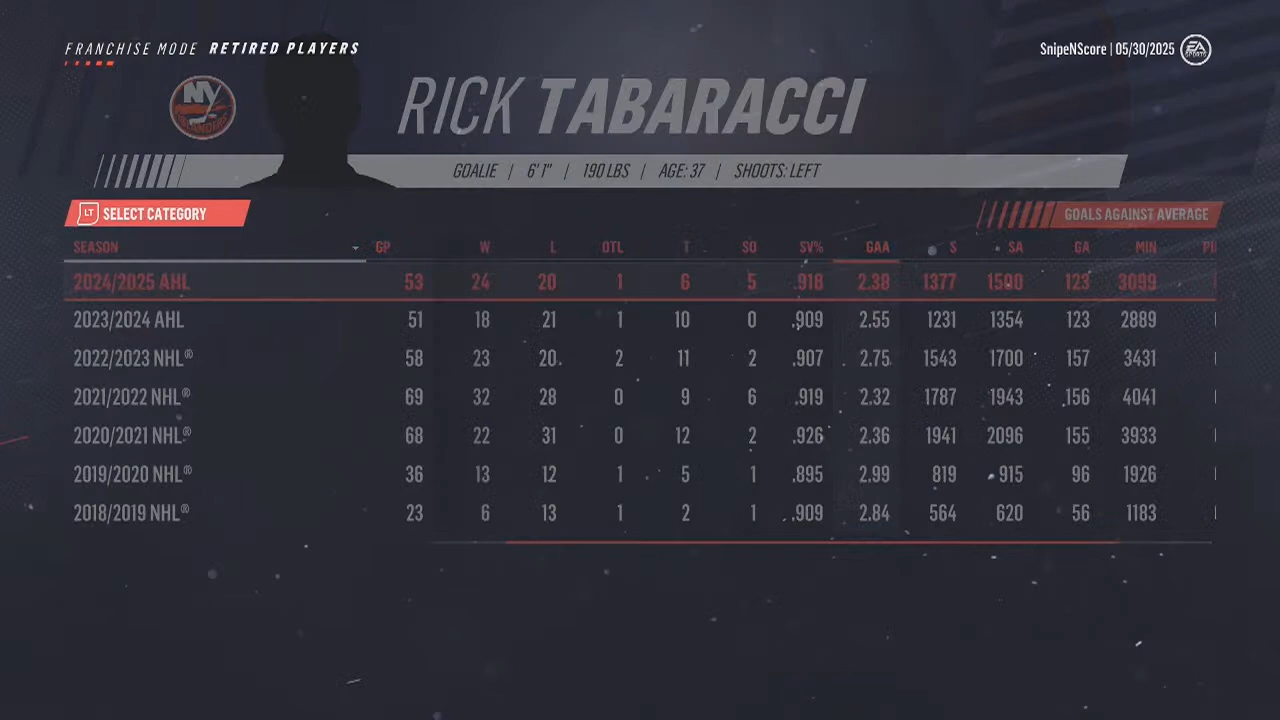 FRANCHISE MODE RETIRED PLAYERS
SnipeNScore | 05/30/2025
EA SPORTS
NY ISLANDERS
RICK TABARACCI
GOALIE / 6' 1" / 190 LBS / AGE: 37 / SHOOTS: LEFT
LT SELECT CATEGORY
GOALS AGAINST AVERAGE
SEASON GP W L OTL T SO SV% GAA S SA GA MIN
2024/2025 AHL 53 24 20 1 6 5 .918 2.38 1377 1500 123 3099
2023/2024 AHL 51 18 21 1 10 0 .909 2.55 1231 1354 123 2889
2022/2023 NHL® 58 23 20 2 11 2 .907 2.75 1543 1700 157 3431
2021/2022 NHL® 69 32 28 0 9 6 .919 2.32 1787 1943 156 4041
2020/2021 NHL® 68 22 31 0 12 2 .926 2.36 1941 2096 155 3933
2019/2020 NHL® 36 13 12 1 5 1 .895 2.99 819 915 96 1926
2018/2019 NHL® 23 6 13 1 2 1 .909 2.84 564 620 56 1183